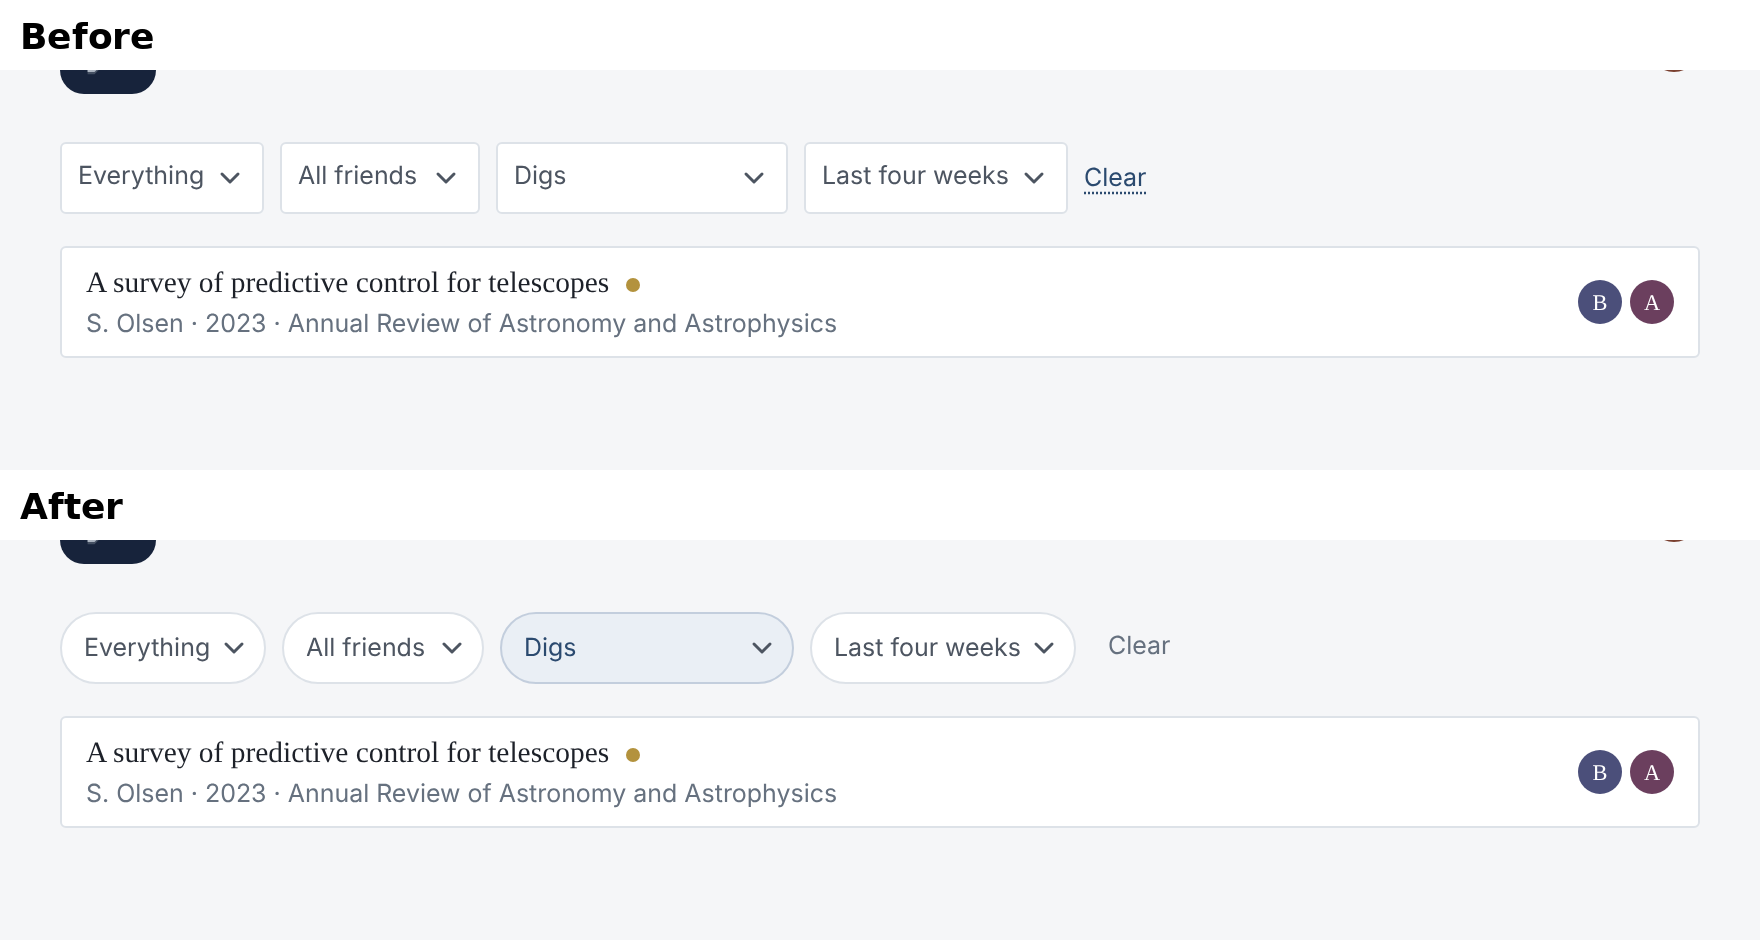 Before
Everything All friends Digs Last four weeks Clear
A survey of predictive control for telescopes
S. Olsen · 2023 · Annual Review of Astronomy and Astrophysics
B A
After
Everything All friends Digs Last four weeks Clear
A survey of predictive control for telescopes
S. Olsen · 2023 · Annual Review of Astronomy and Astrophysics
B A